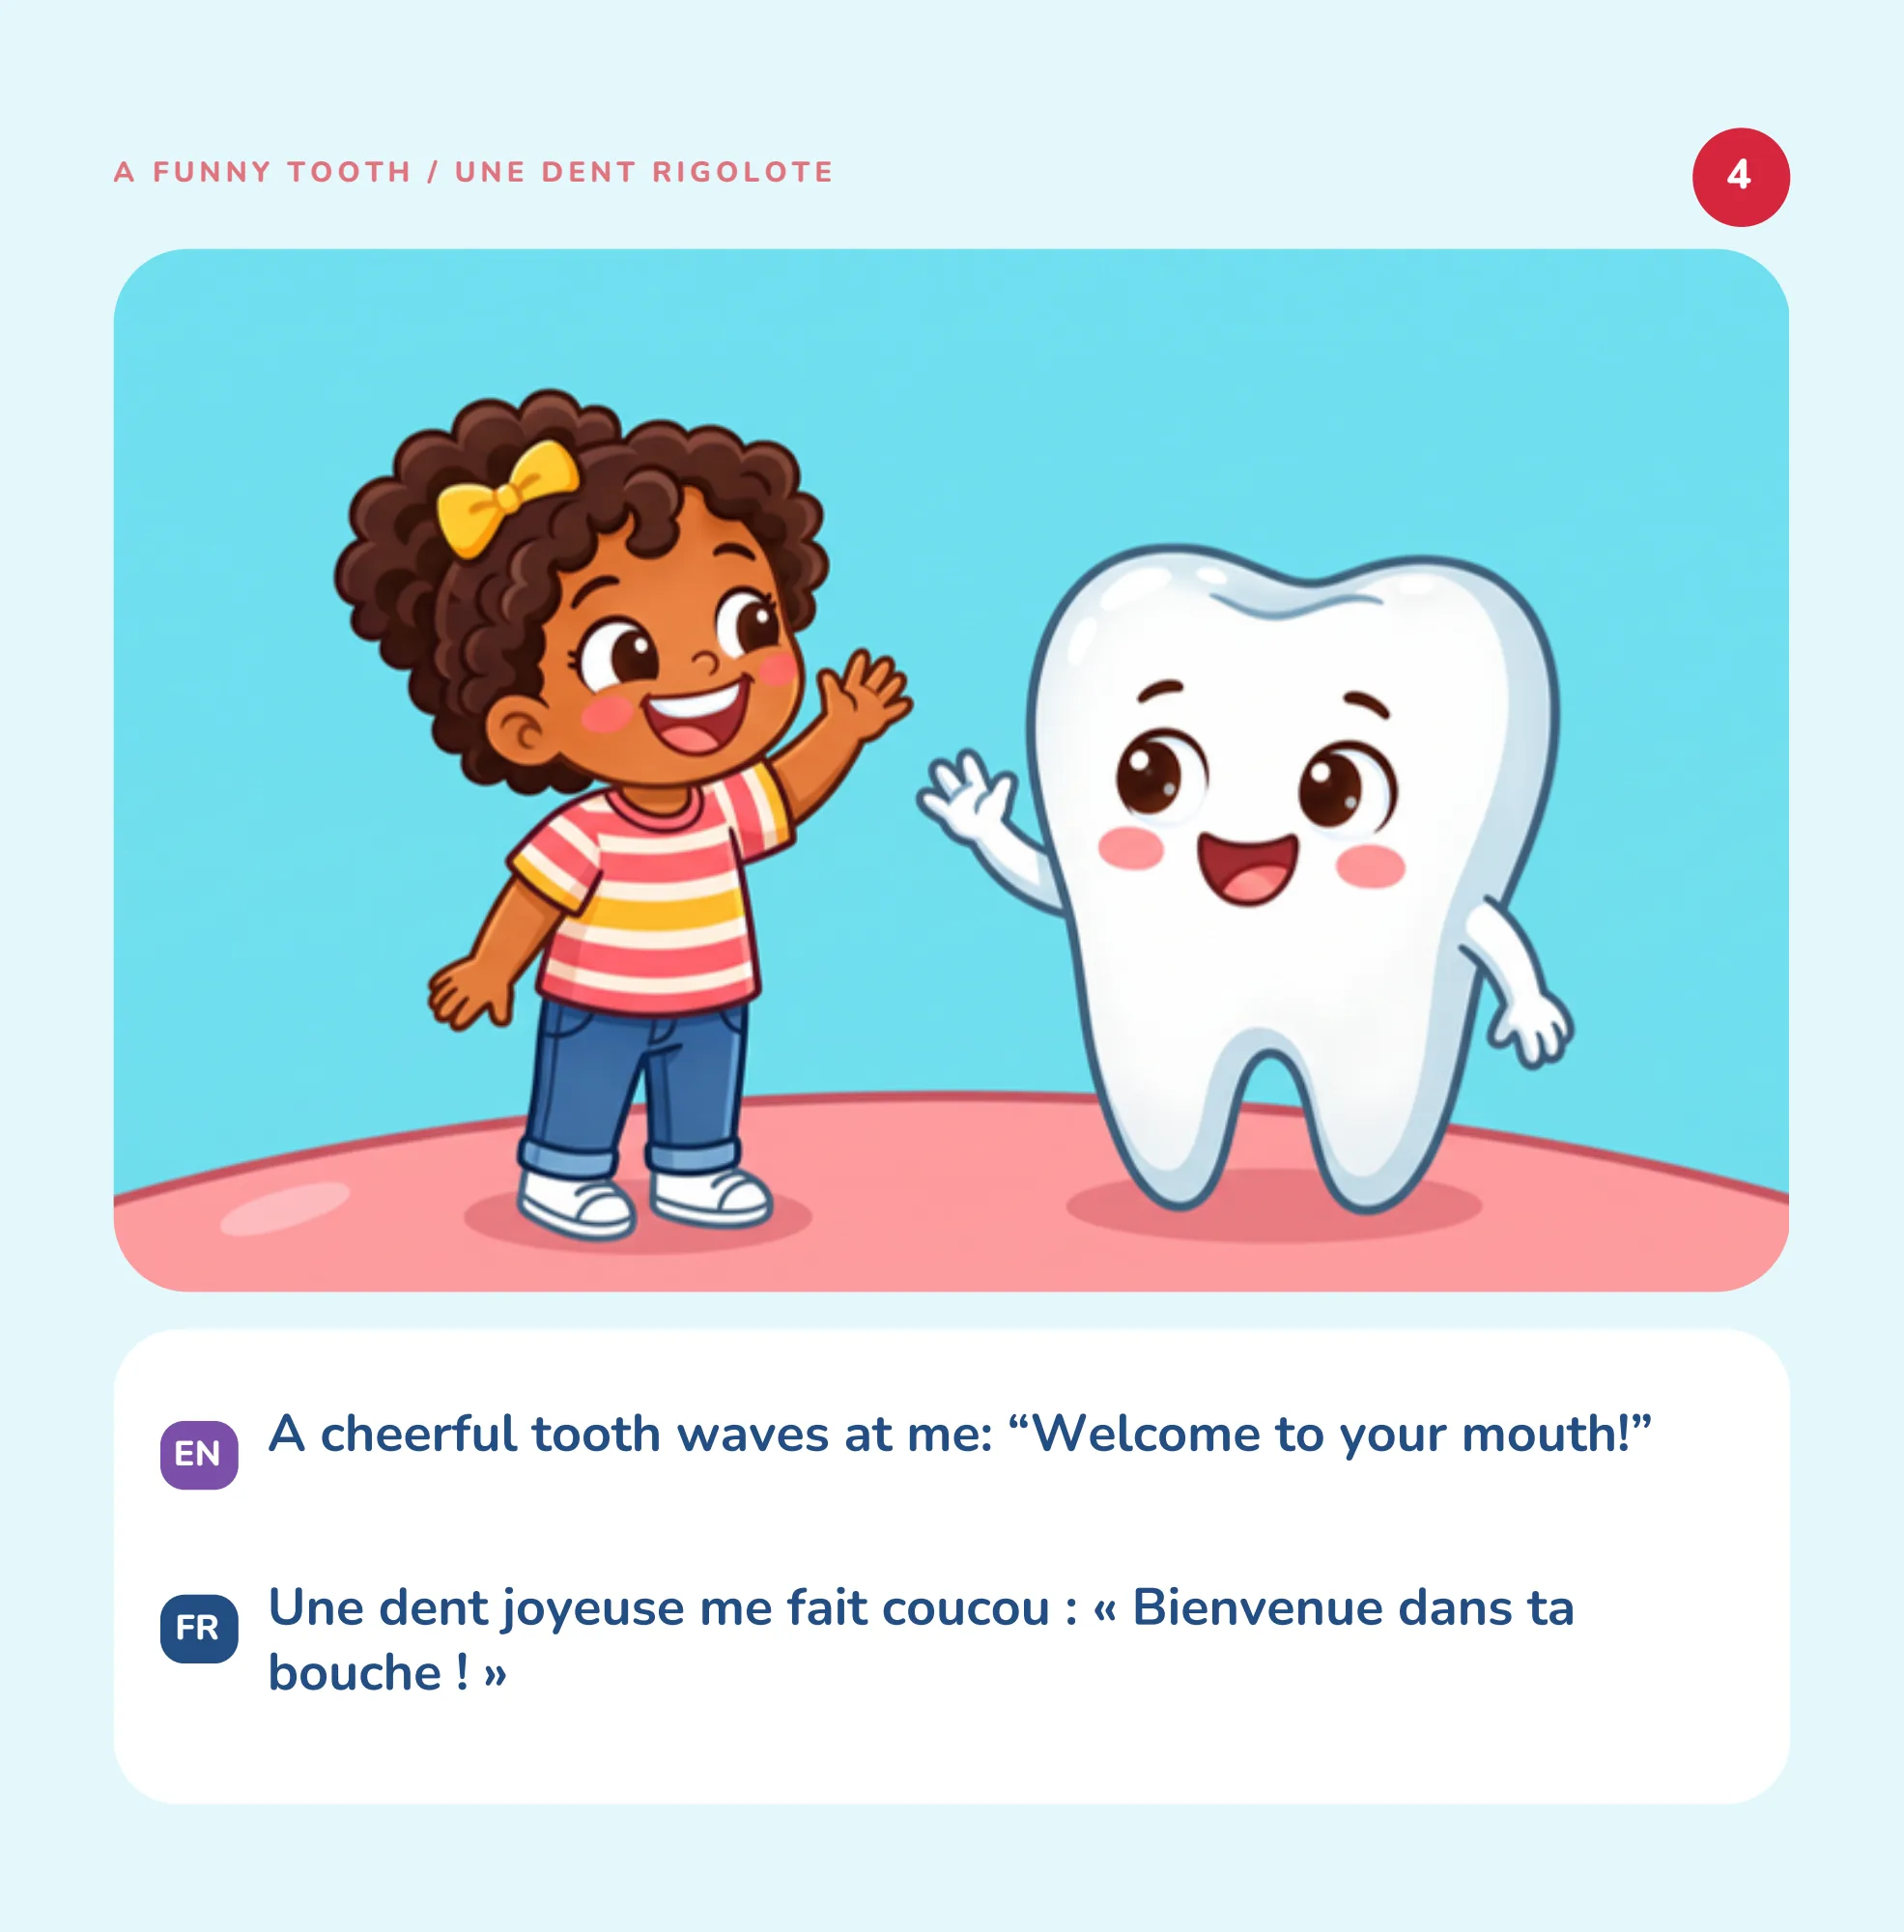 A FUNNY TOOTH / UNE DENT RIGOLOTE
4
EN
A cheerful tooth waves at me: “Welcome to your mouth!”
FR
Une dent joyeuse me fait coucou : « Bienvenue dans ta
bouche ! »